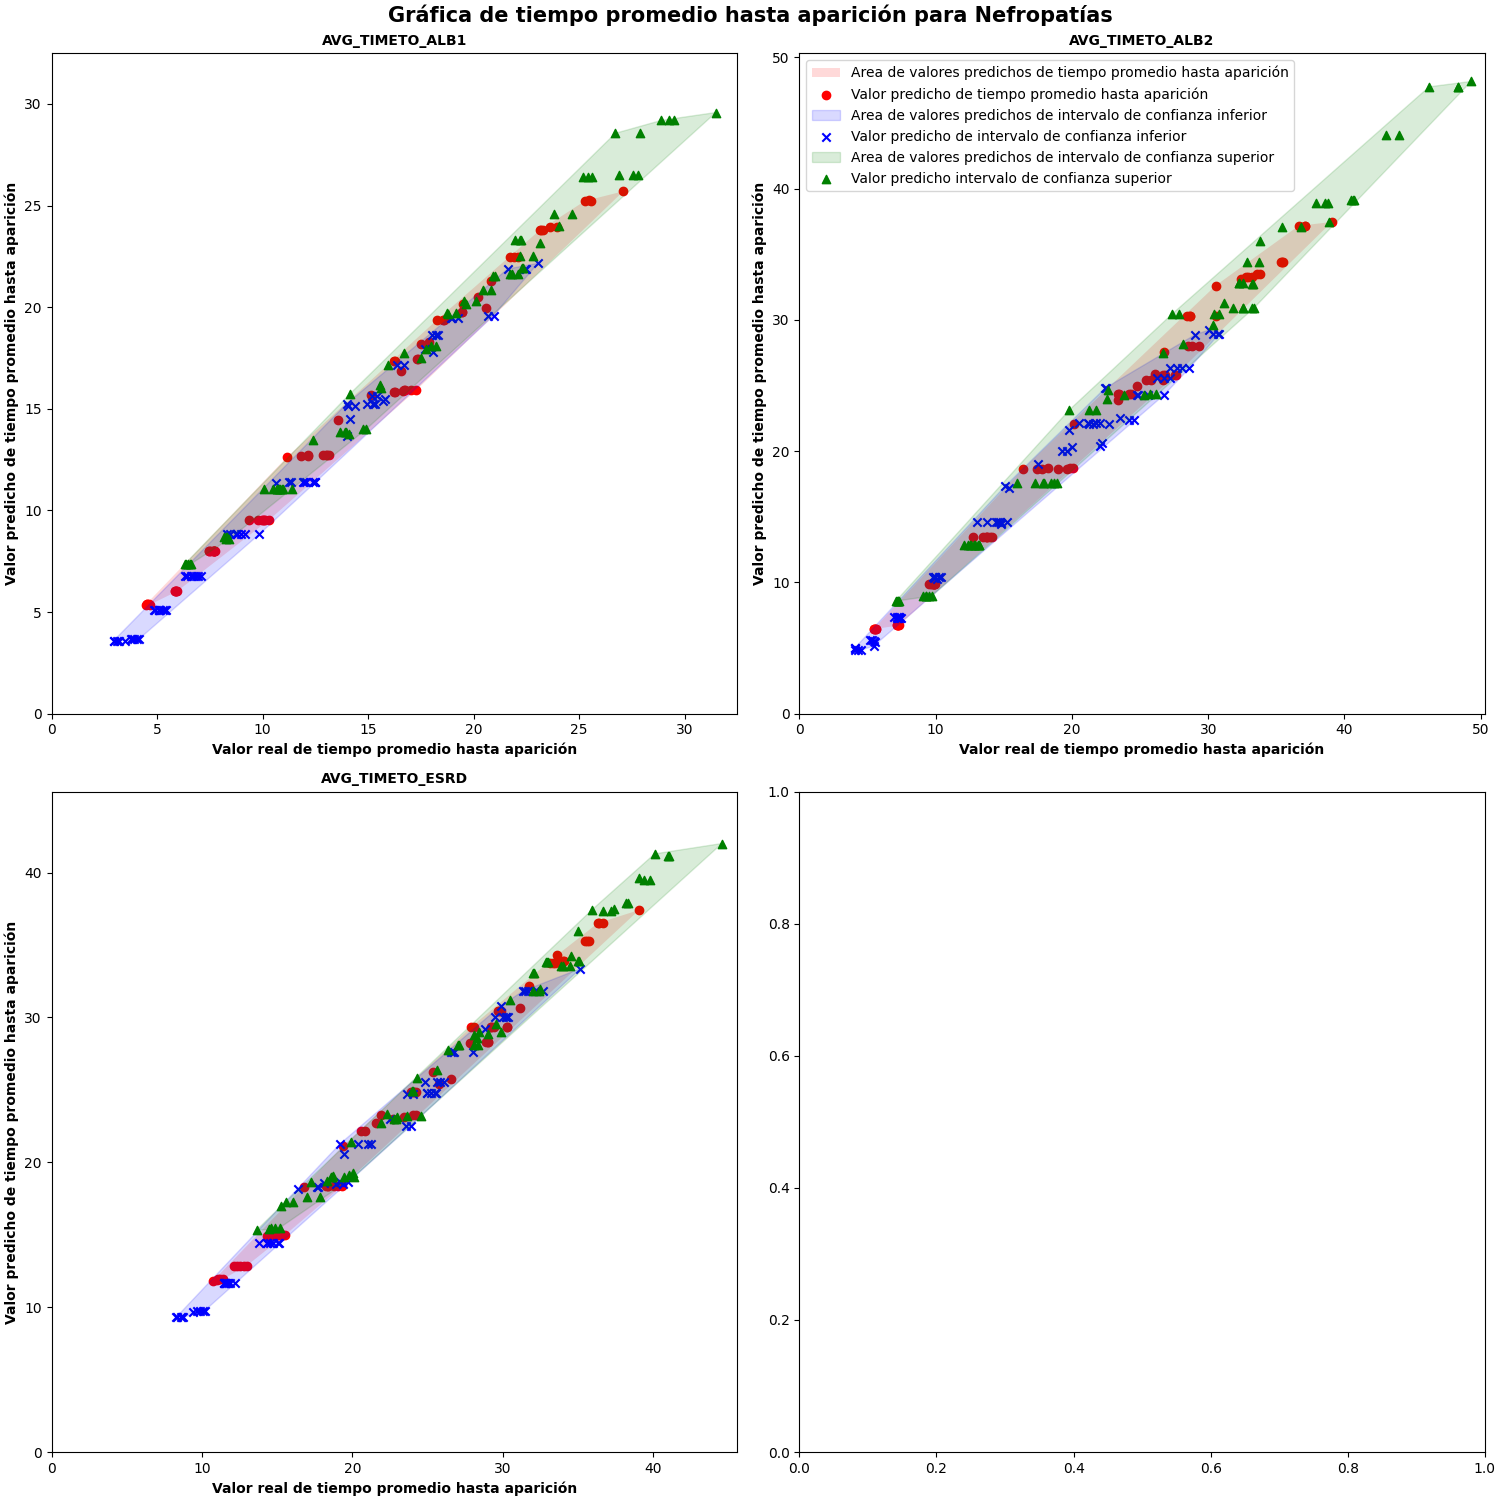 Gráfica de tiempo promedio hasta aparición para Nefropatías
AVG_TIMETO_ALB1
Valor predicho de tiempo promedio hasta aparición
30
25
20
15
10
5
0
0 5 10 15 20 25 30
Valor real de tiempo promedio hasta aparición
AVG_TIMETO_ALB2
Area de valores predichos de tiempo promedio hasta aparición
Valor predicho de tiempo promedio hasta aparición
Area de valores predichos de intervalo de confianza inferior
Valor predicho de intervalo de confianza inferior
Area de valores predichos de intervalo de confianza superior
Valor predicho intervalo de confianza superior
Valor predicho de tiempo promedio hasta aparición
50
40
30
20
10
0
0 10 20 30 40 50
Valor real de tiempo promedio hasta aparición
AVG_TIMETO_ESRD
Valor predicho de tiempo promedio hasta aparición
40
30
20
10
0
0 10 20 30 40
Valor real de tiempo promedio hasta aparición
1.0
0.8
0.6
0.4
0.2
0.0
0.0 0.2 0.4 0.6 0.8 1.0